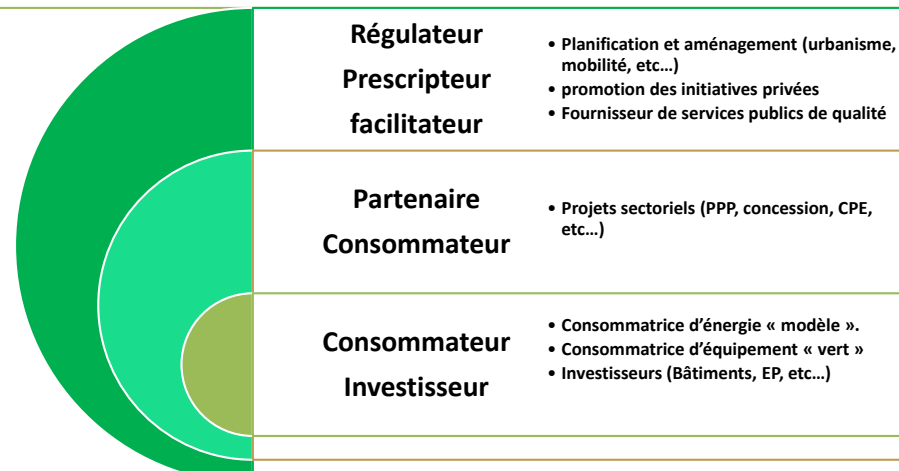 Régulateur
Prescripteur
facilitateur
• Planification et aménagement (urbanisme,
mobilité, etc…)
• promotion des initiatives privées
• Fournisseur de services publics de qualité
Partenaire
Consommateur
• Projets sectoriels (PPP, concession, CPE,
etc…)
Consommateur
Investisseur
• Consommatrice d’énergie « modèle ».
• Consommatrice d’équipement « vert »
• Investisseurs (Bâtiments, EP, etc…)